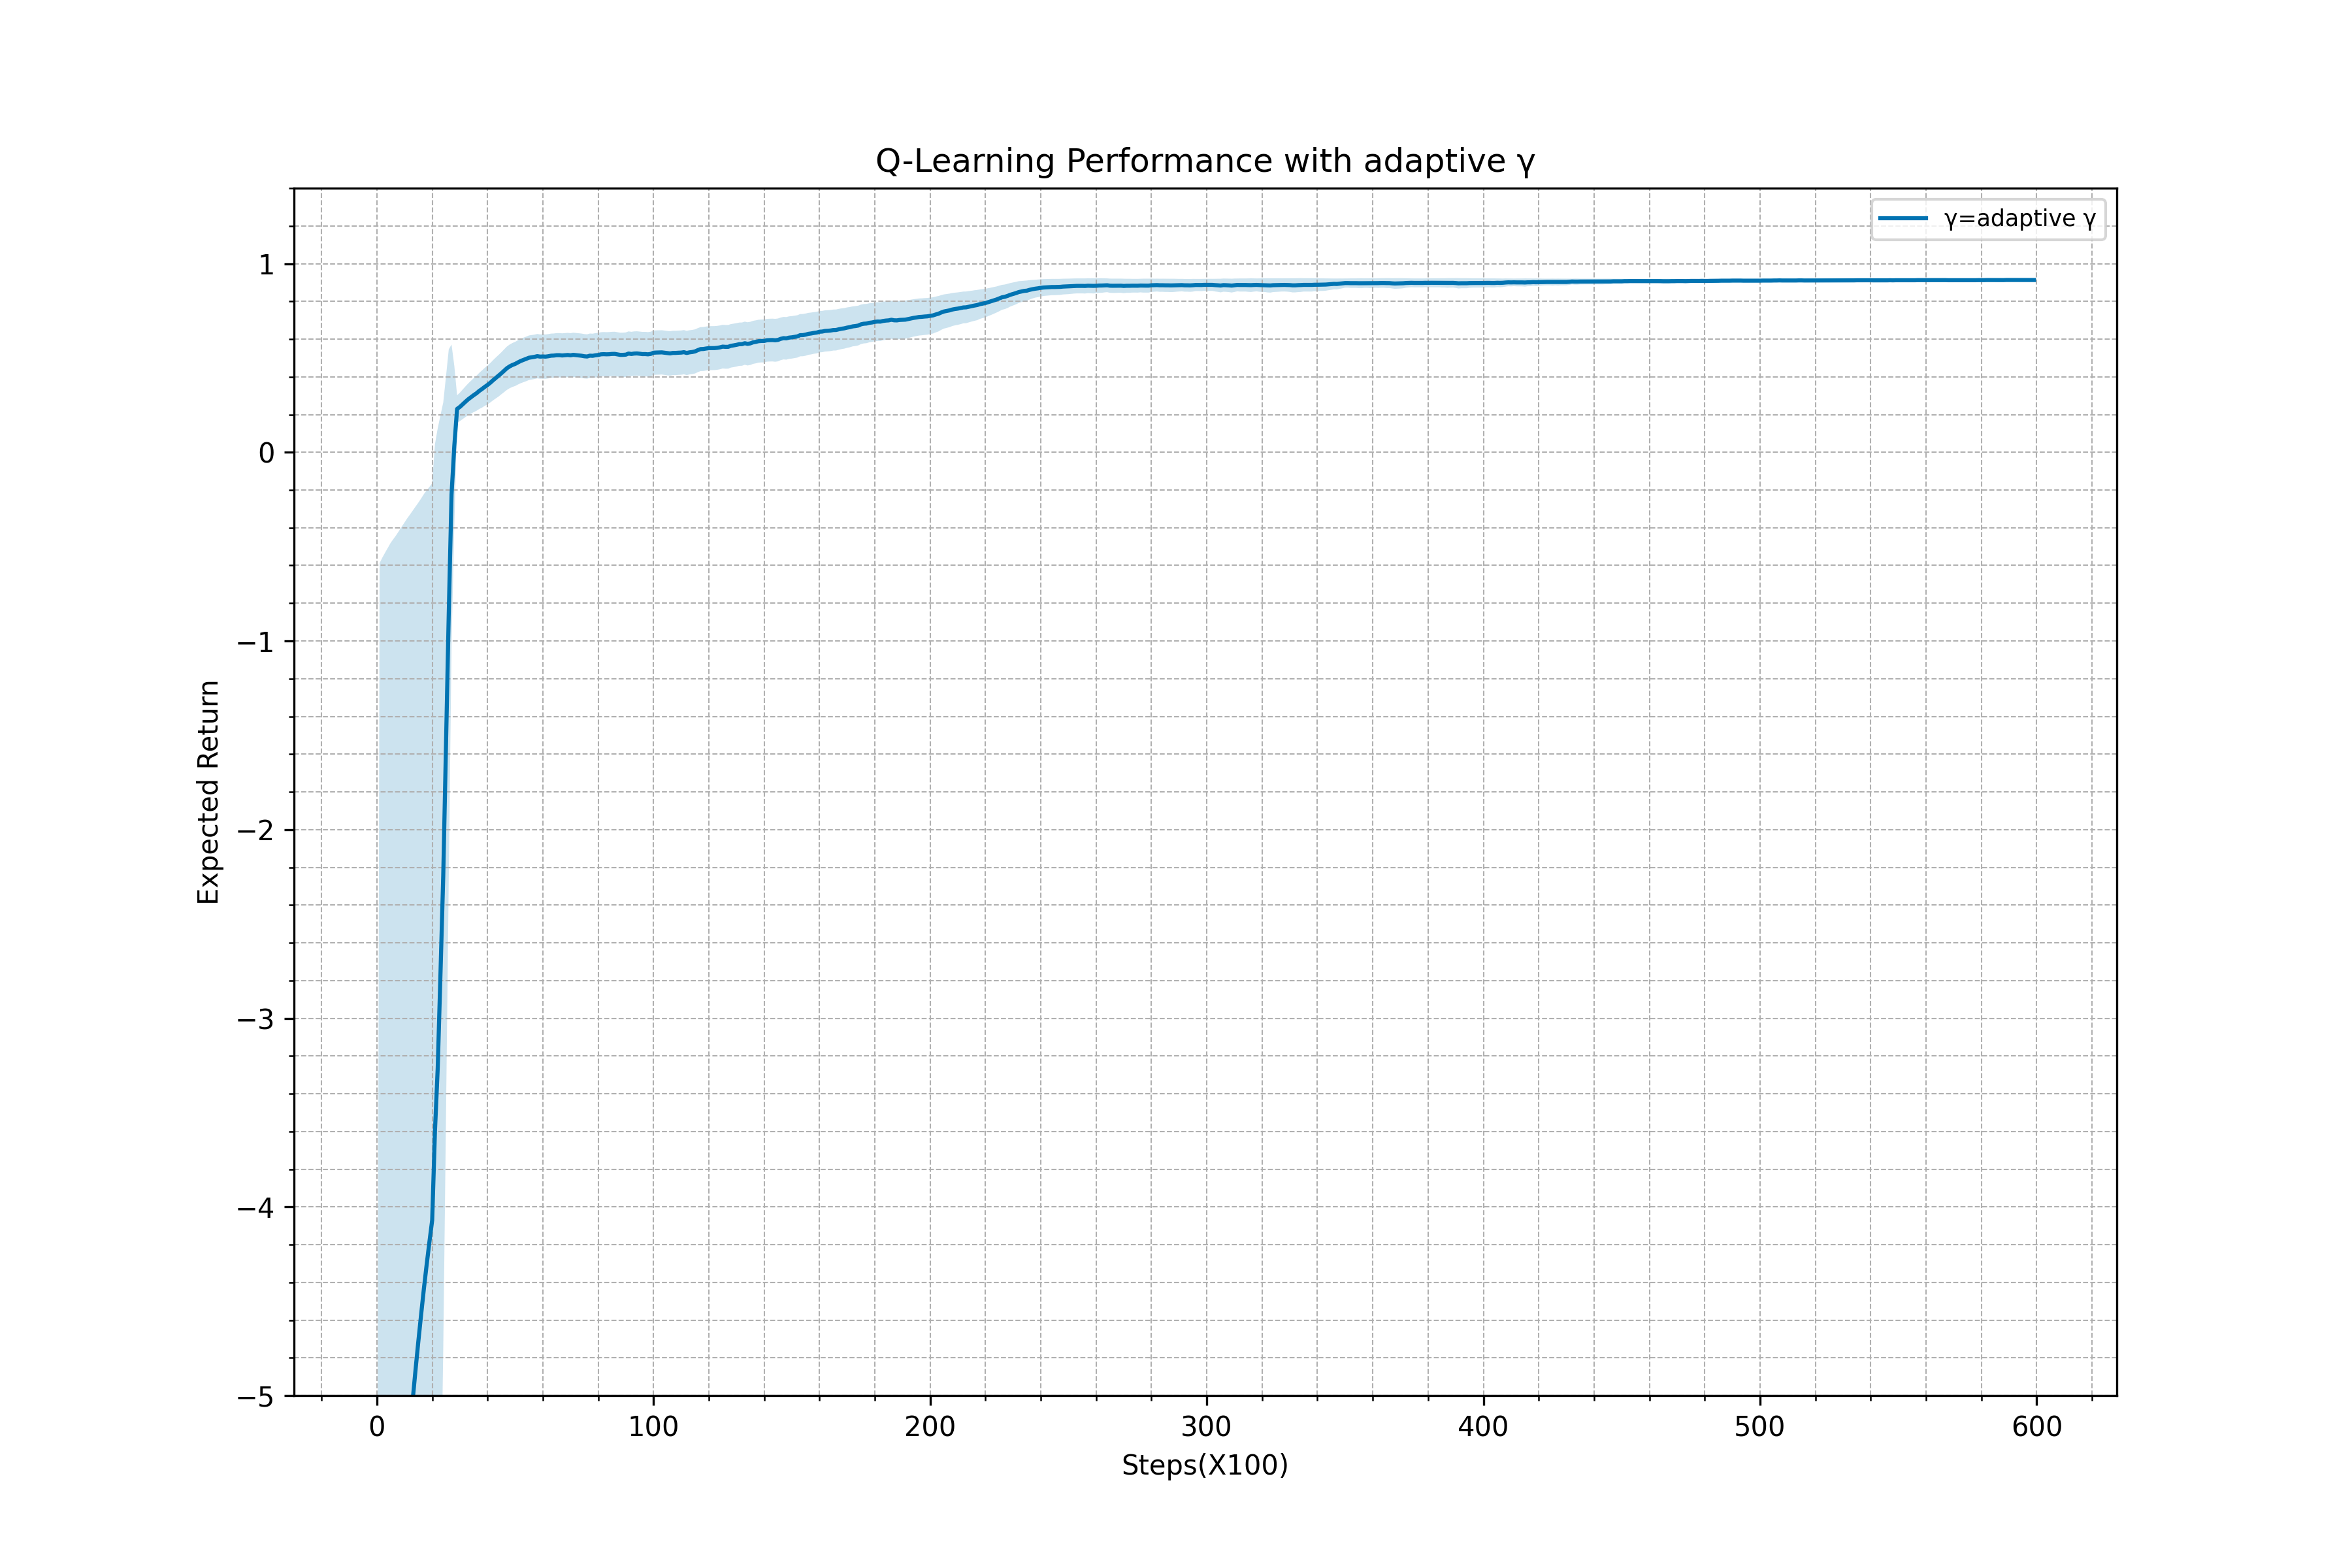 Q-Learning Performance with adaptive γ
γ=adaptive γ
1
0
−1
−2
−3
−4
−5
Expected Return
0 100 200 300 400 500 600
Steps(X100)